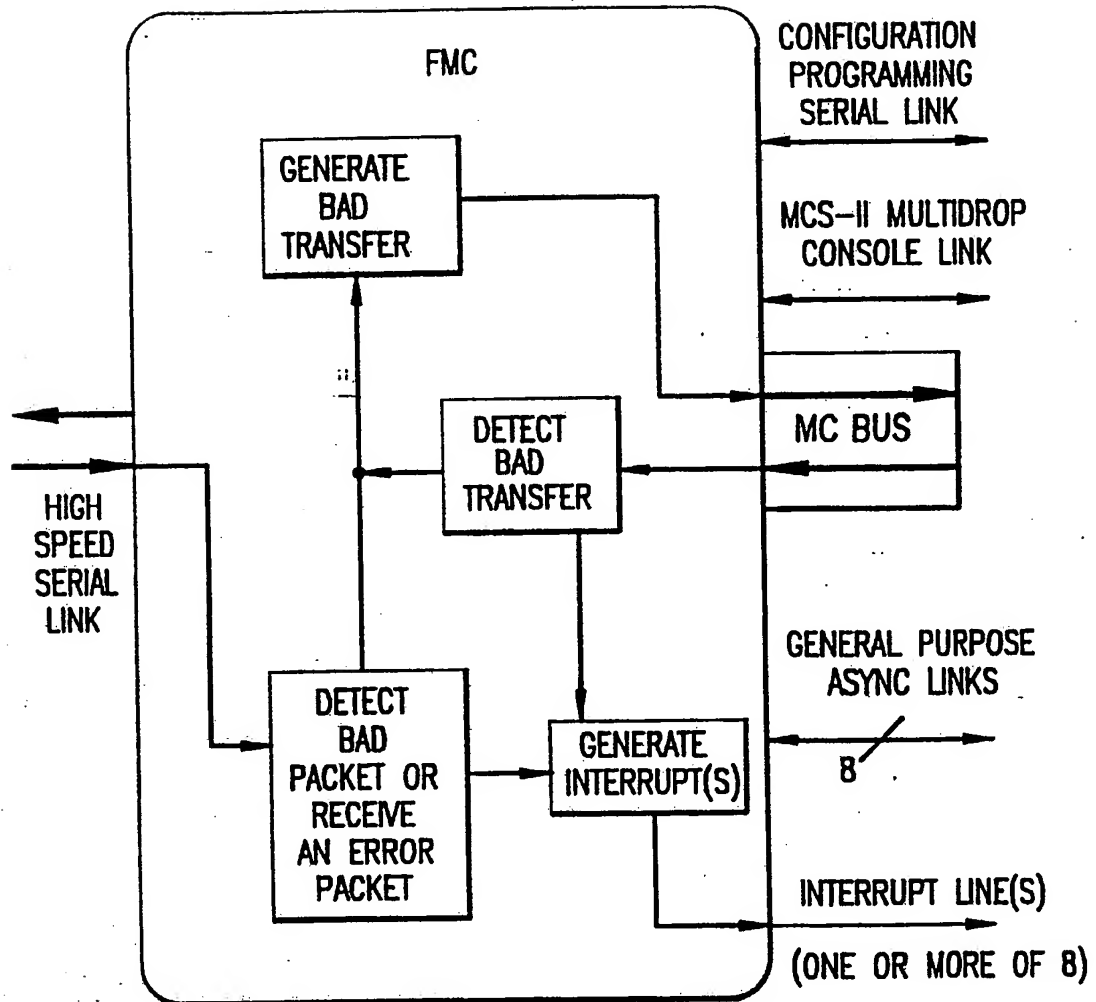 FMC
CONFIGURATION
PROGRAMMING
SERIAL LINK
GENERATE
BAD
TRANSFER
MCS-II MULTIDROP
CONSOLE LINK
DETECT
BAD
TRANSFER
MC BUS
HIGH
SPEED
SERIAL
LINK
GENERAL PURPOSE
ASYNC LINKS
8
DETECT
BAD
PACKET OR
RECEIVE
AN ERROR
PACKET
GENERATE
INTERRUPT(S)
INTERRUPT LINE(S)
(ONE OR MORE OF 8)